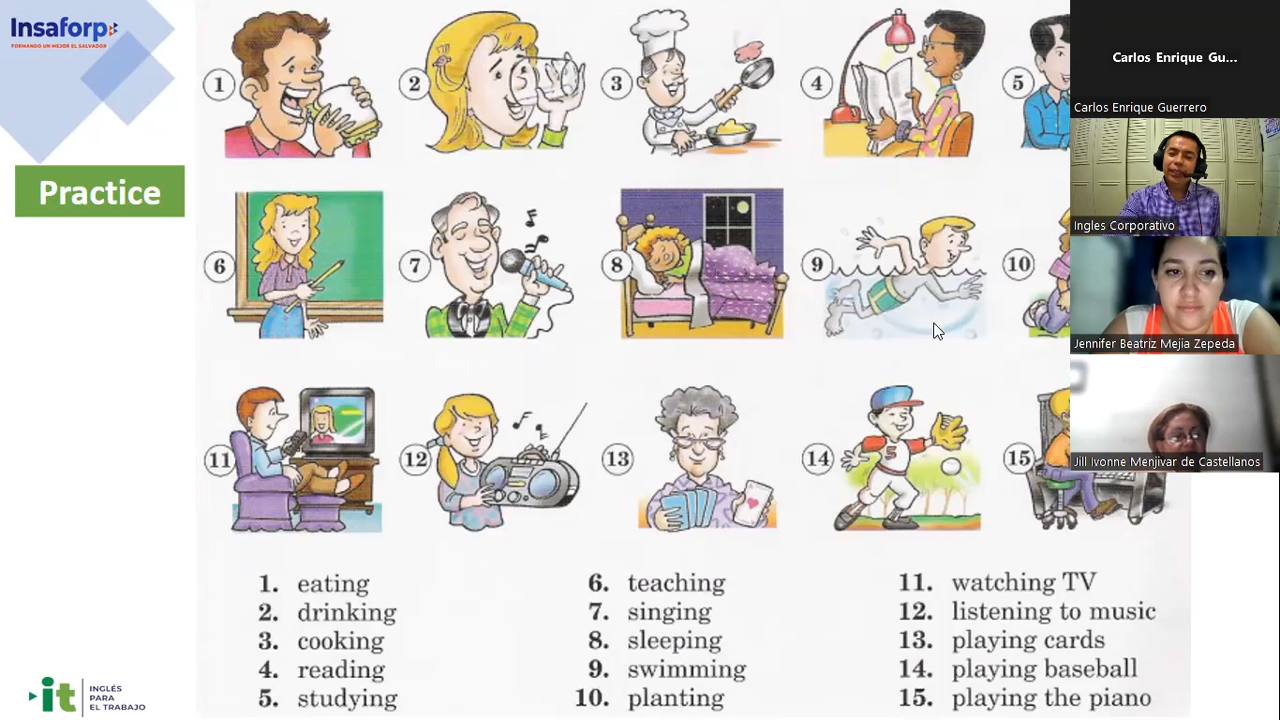 Insaforp
FORMANDO UN MEJOR EL SALVADOR
Practice
1
2
3
4
5
6
7
8
9
10
11
12
13
14
15
1. eating
2. drinking
3. cooking
4. reading
5. studying
6. teaching
7. singing
8. sleeping
9. swimming
10. planting
11. watching TV
12. listening to music
13. playing cards
14. playing baseball
15. playing the piano
it
INGLÉS
PARA
EL TRABAJO
Carlos Enrique Gu...
Carlos Enrique Guerrero
Ingles Corporativo
Jennifer Beatriz Mejia Zepeda
Jill Ivonne Menjivar de Castellanos